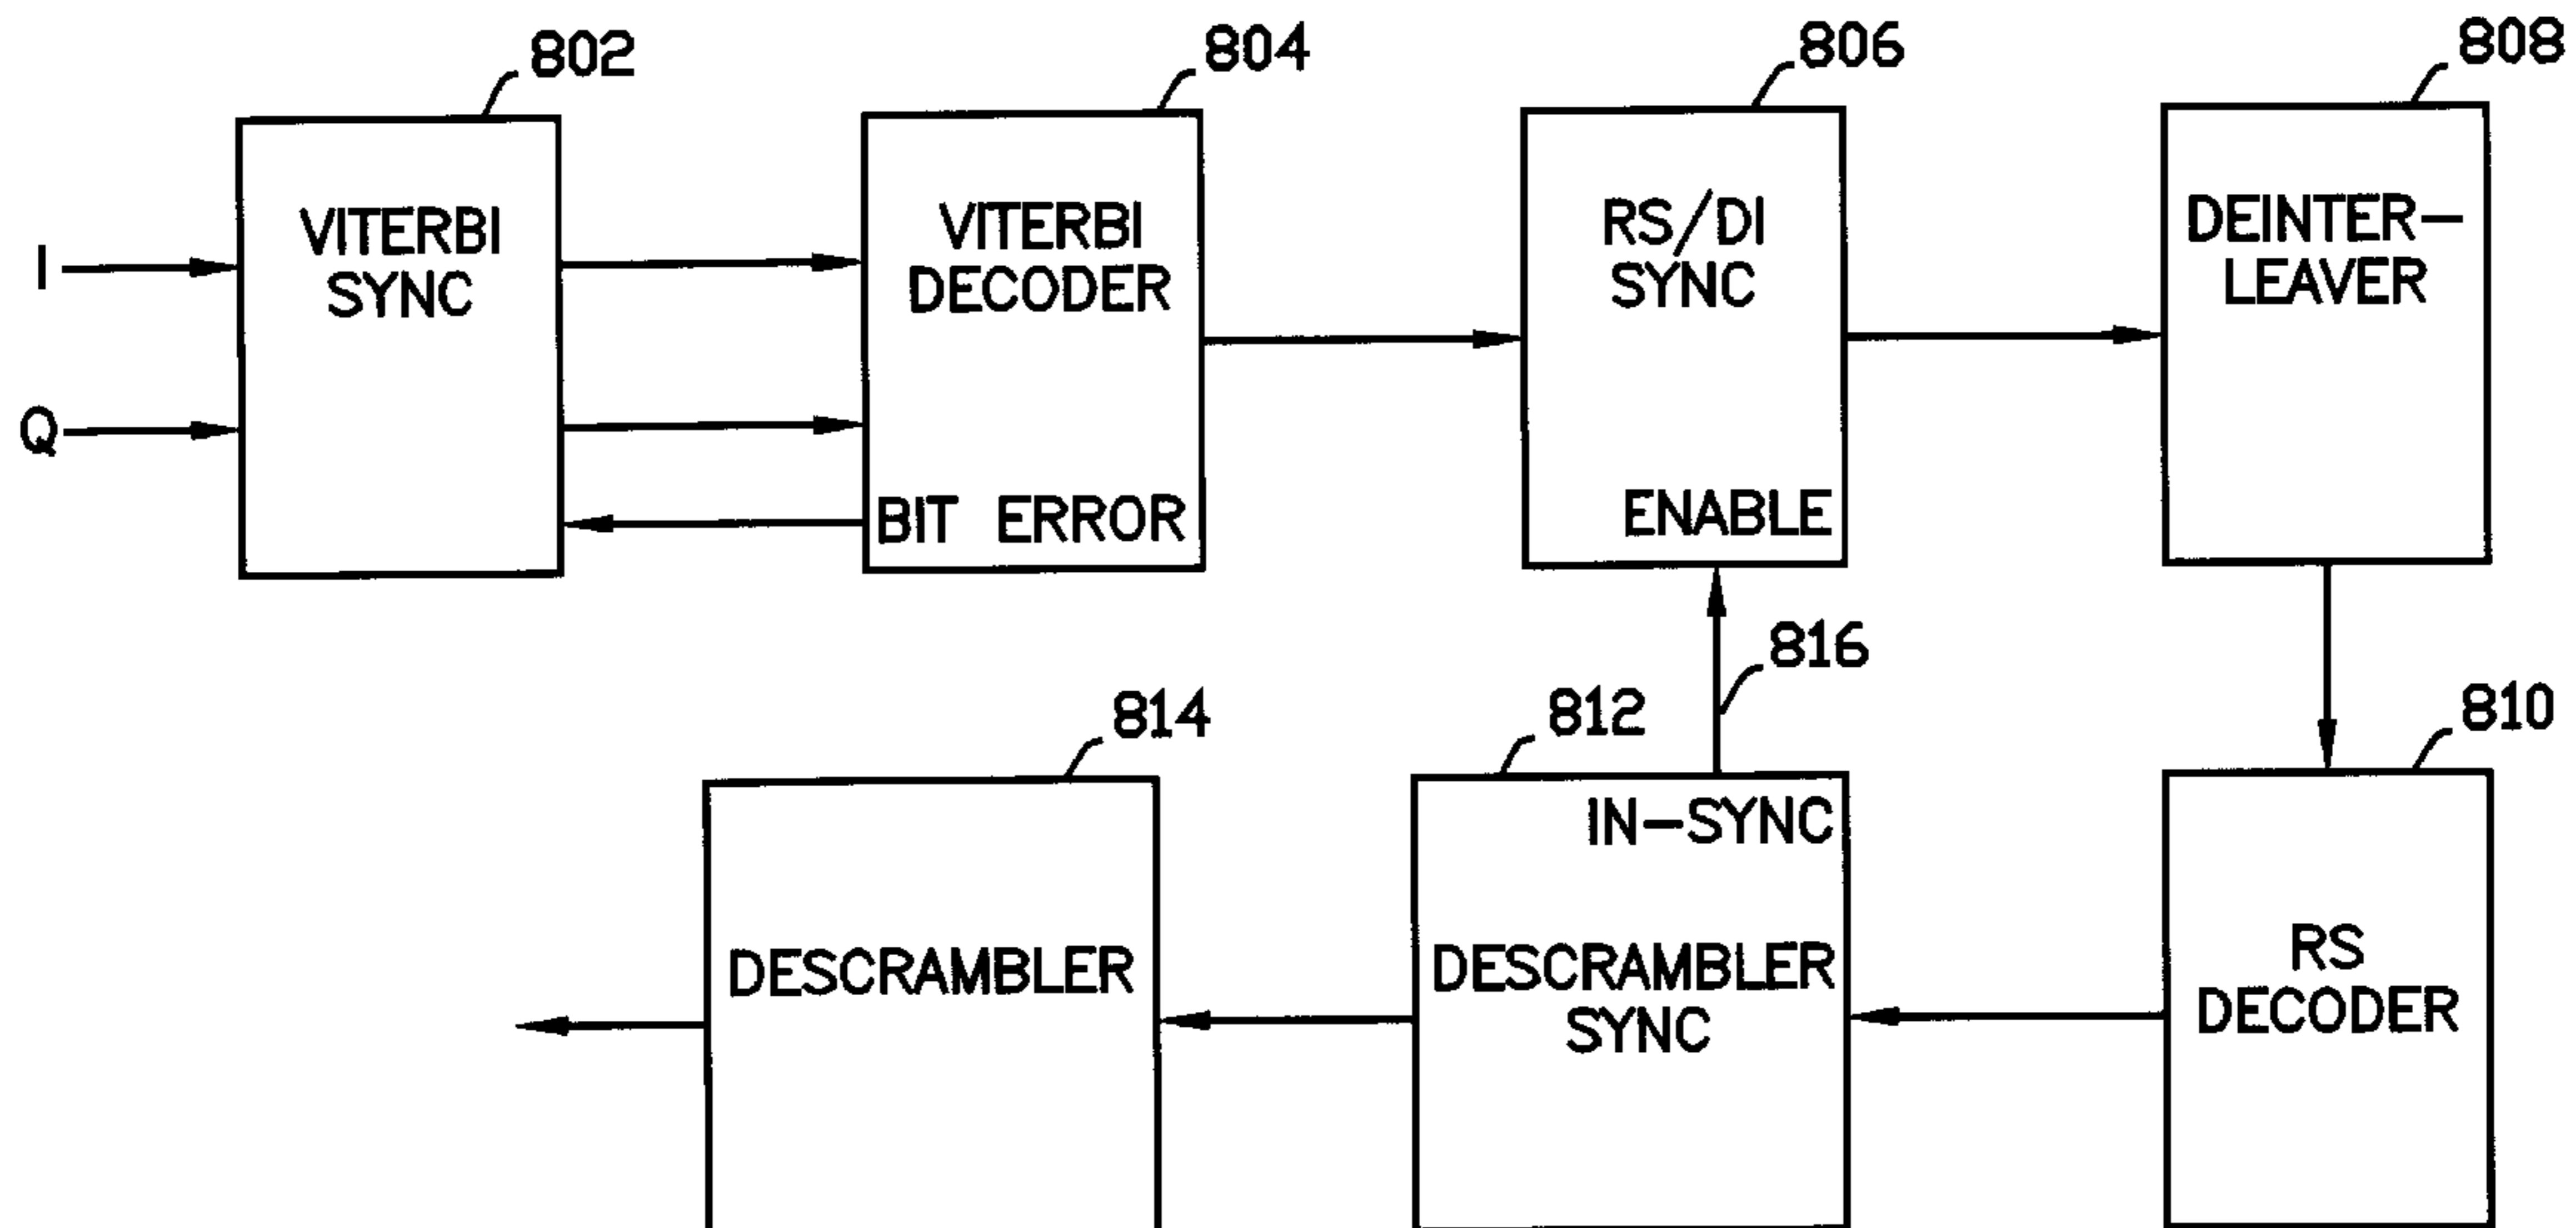 802
804
806
808
I
Q
VITERBI
SYNC
VITERBI
DECODER
BIT ERROR
RS/DI
SYNC
ENABLE
DEINTER-
LEAVER
816
814
812
810
DESCRAMBLER
IN-SYNC
DESCRAMBLER
SYNC
RS
DECODER